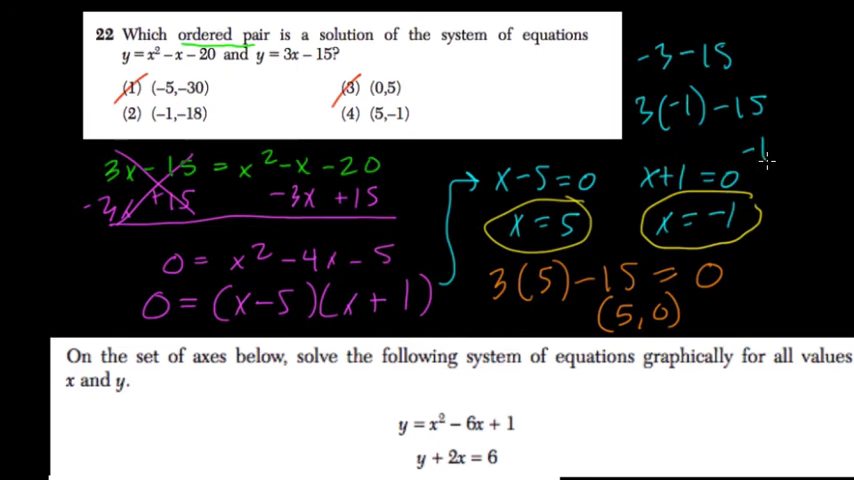 22 Which ordered pair is a solution of the system of equations
y = x² – x – 20 and y = 3x – 15?
(1) (–5,–30)
(3) (0,5)
(2) (–1,–18)
(4) (5,–1)
-3-15
3(-1)-15
-1
3x-15 = x²-x-20
-3x +15 -3x +15
0 = x²-4x-5
0 = (x-5)(x+1)
x-5=0 x+1=0
x=5 x=-1
3(5)-15=0
(5,0)
On the set of axes below, solve the following system of equations graphically for all values
x and y.
y = x² – 6x + 1
y + 2x = 6